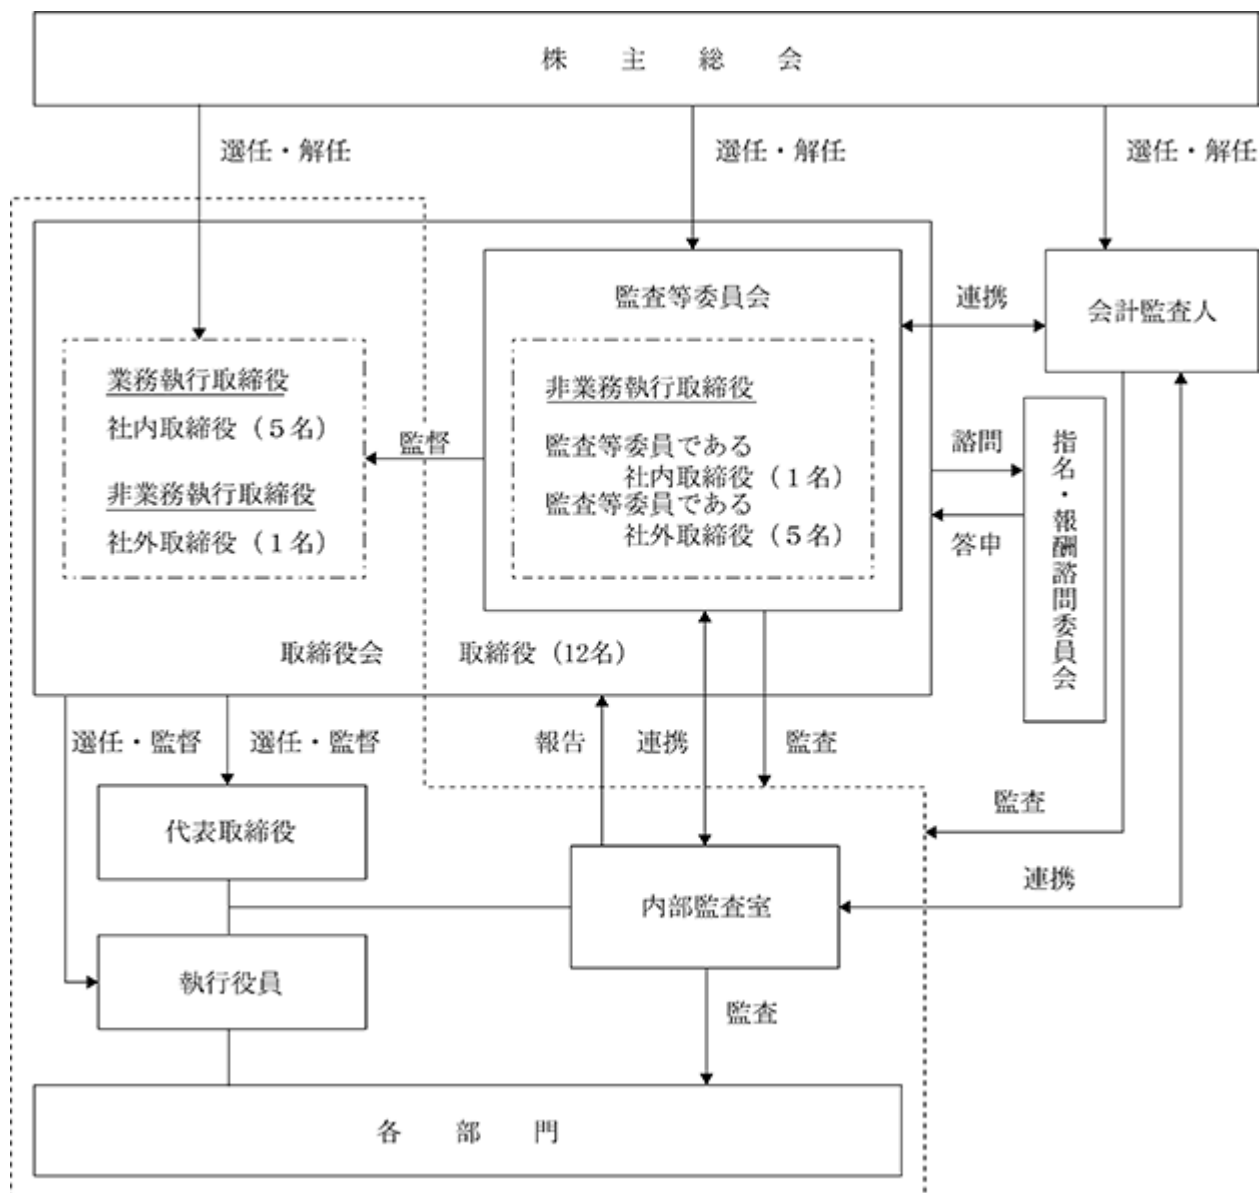 株主総会
選任・解任
選任・解任
選任・解任
監査等委員会
連携
会計監査人
業務執行取締役
社内取締役（５名）
非業務執行取締役
社外取締役（１名）
監督
非業務執行取締役
監査等委員である
社内取締役（１名）
監査等委員である
社外取締役（５名）
諮問
答申
指名・報酬諮問委員会
取締役会
取締役（12名）
選任・監督
選任・監督
報告
連携
監査
代表取締役
監査
内部監査室
連携
執行役員
監査
各部門